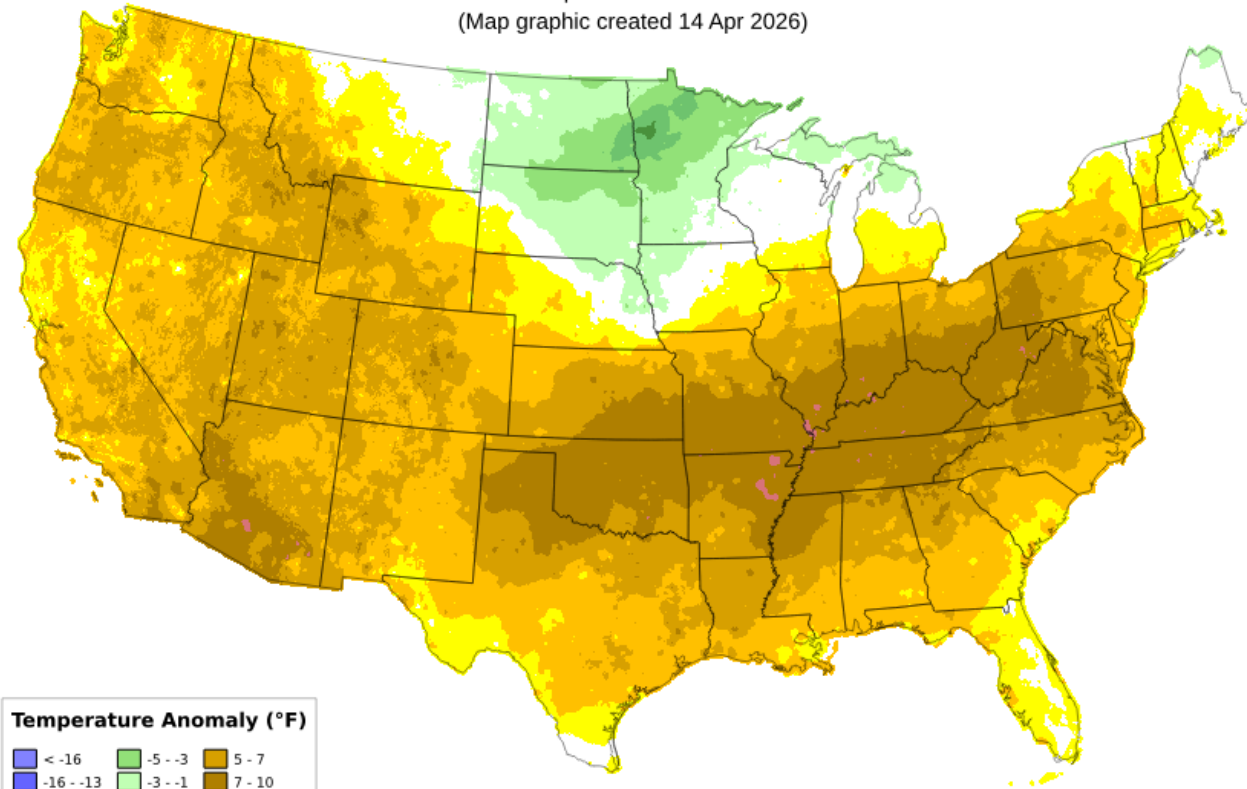 (Map graphic created 14 Apr 2026)
Temperature Anomaly (°F)
< -16 -5 - -3 5 - 7
-16 - -13 -3 - -1 7 - 10